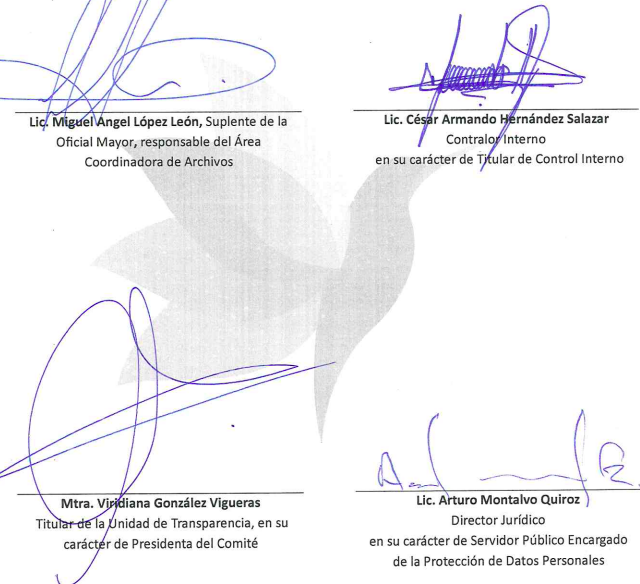 Lic. Miguel Angel López León, Suplente de la
Oficial Mayor, responsable del Área
Coordinadora de Archivos
Lic. César Armando Hernández Salazar
Contralor Interno
en su carácter de Titular de Control Interno
Mtra. Viridiana González Vigueras
Titular de la Unidad de Transparencia, en su
carácter de Presidenta del Comité
Lic. Arturo Montalvo Quiroz
Director Jurídico
en su carácter de Servidor Público Encargado
de la Protección de Datos Personales